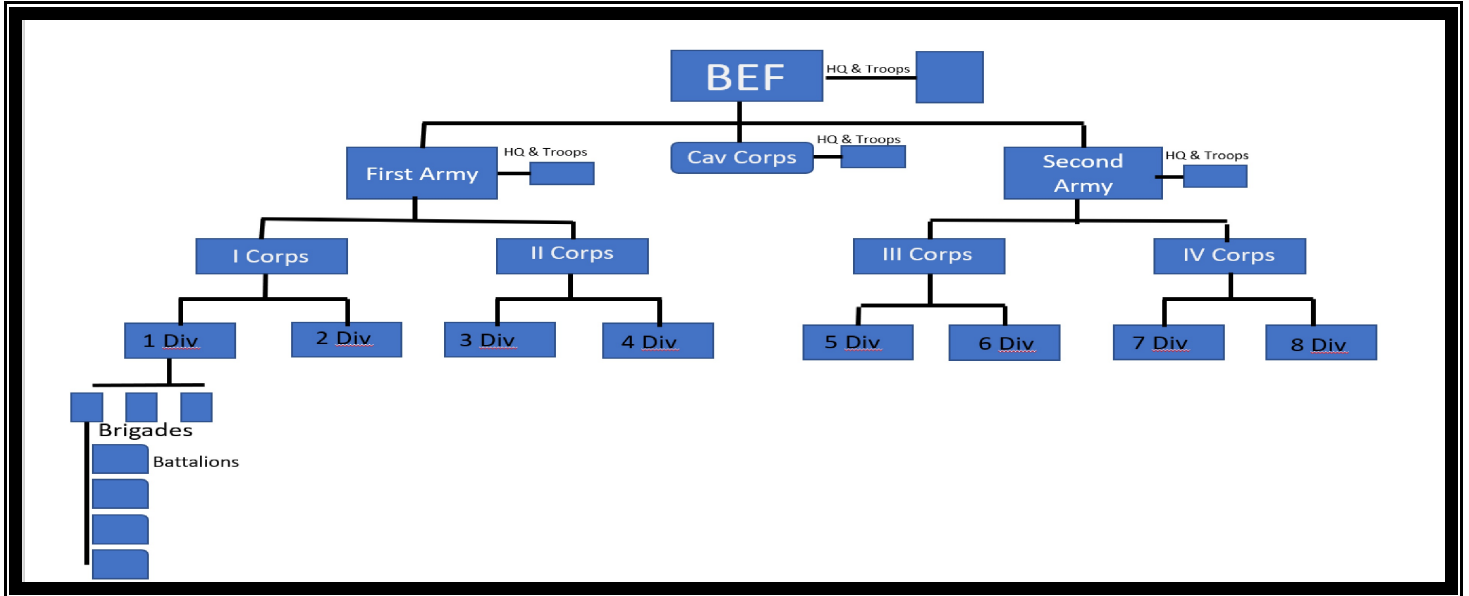 BEF
HQ & Troops
First Army
HQ & Troops
Cav Corps
HQ & Troops
Second
Army
HQ & Troops
I Corps
II Corps
III Corps
IV Corps
1 Div
2 Div
3 Div
4 Div
5 Div
6 Div
7 Div
8 Div
Brigades
Battalions